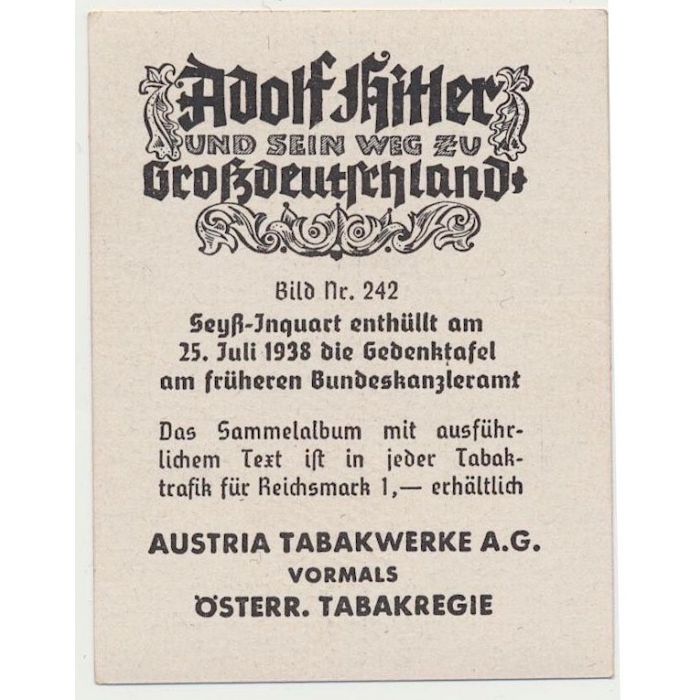 Adolf Hitler
UND SEIN WEG ZU
Großdeutschland
Bild Nr. 242
Seyß-Inquart enthüllt am
25. Juli 1938 die Gedenktafel
am früheren Bundeskanzleramt
Das Sammelalbum mit ausführ-
lichem Text ist in jeder Tabak-
trafik für Reichsmark 1,— erhältlich
AUSTRIA TABAKWERKE A.G.
VORMALS
ÖSTERR. TABAKREGIE